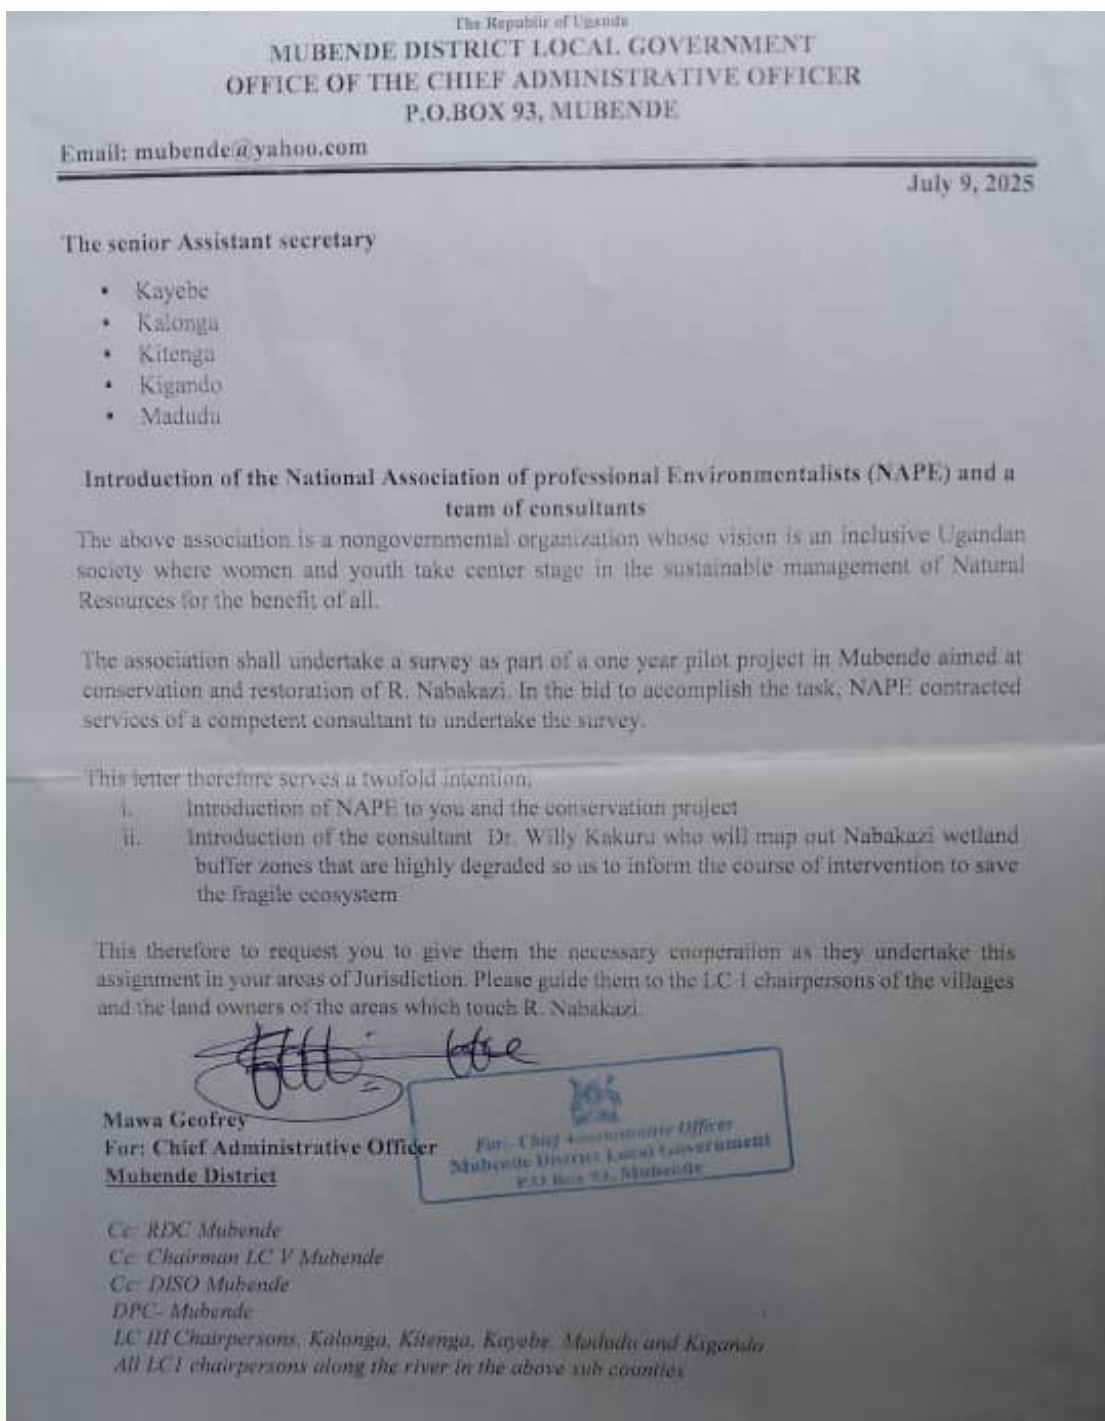 The Republic of Uganda
MUBENDE DISTRICT LOCAL GOVERNMENT
OFFICE OF THE CHIEF ADMINISTRATIVE OFFICER
P.O.BOX 93, MUBENDE
Email: mubende@yahoo.com
July 9, 2025
The senior Assistant secretary
• Kayebe
• Kalonga
• Kitenga
• Kigando
• Madudu
Introduction of the National Association of professional Environmentalists (NAPE) and a
team of consultants
The above association is a nongovernmental organization whose vision is an inclusive Ugandan
society where women and youth take center stage in the sustainable management of Natural
Resources for the benefit of all.
The association shall undertake a survey as part of a one year pilot project in Mubende aimed at
conservation and restoration of R. Nabakazi. In the bid to accomplish the task, NAPE contracted
services of a competent consultant to undertake the survey.
This letter therefore serves a twofold intention,
i. Introduction of NAPE to you and the conservation project
ii. Introduction of the consultant Dr. Willy Kakuru who will map out Nabakazi wetland
buffer zones that are highly degraded so us to inform the course of intervention to save
the fragile ecosystem
This therefore to request you to give them the necessary cooperation as they undertake this
assignment in your areas of Jurisdiction. Please guide them to the LC 1 chairpersons of the villages
and the land owners of the areas which touch R. Nabakazi.
Mawa Geofrey
For: Chief Administrative Officer
Mubende District
For:- Chief Administrative Officer
Mubende District Local Government
P.O Box 93, Mubende
Cc: RDC Mubende
Cc: Chairman LC V Mubende
Cc: DISO Mubende
DPC- Mubende
LC III Chairpersons, Kalonga, Kitenga, Kayebe, Madudu and Kiganda
All LC1 chairpersons along the river in the above sub counties